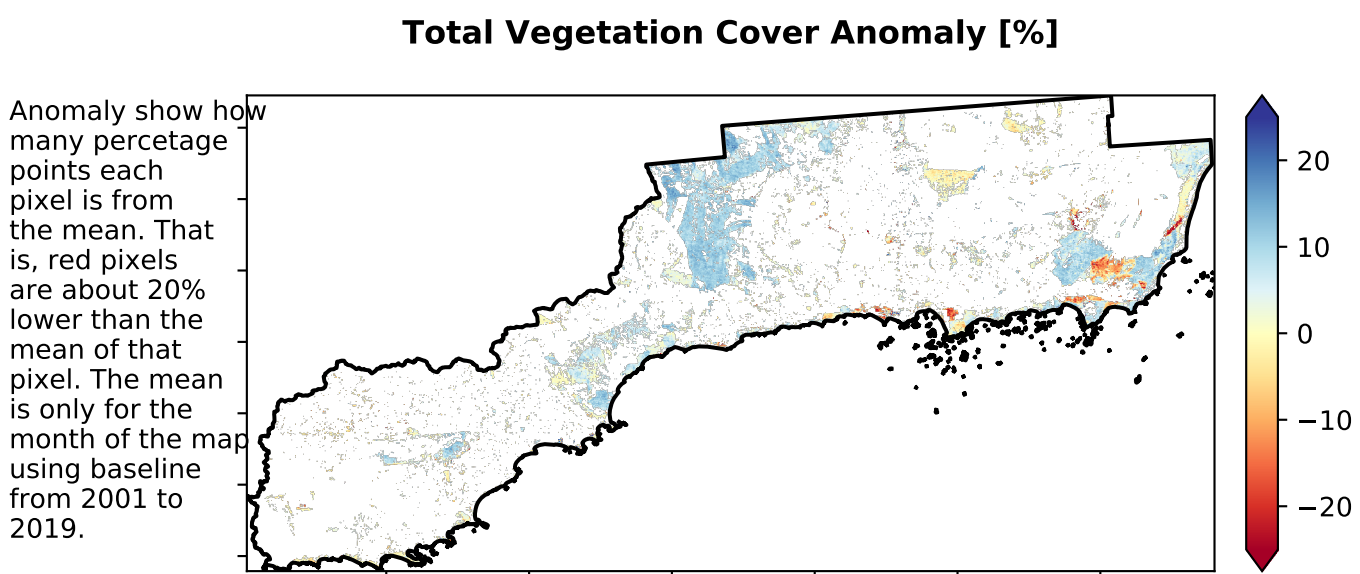 Total Vegetation Cover Anomaly [%]
Anomaly show how
many percetage
points each
pixel is from
the mean. That
is, red pixels
are about 20%
lower than the
mean of that
pixel. The mean
is only for the
month of the map
using baseline
from 2001 to
2019.
20
10
0
−10
−20